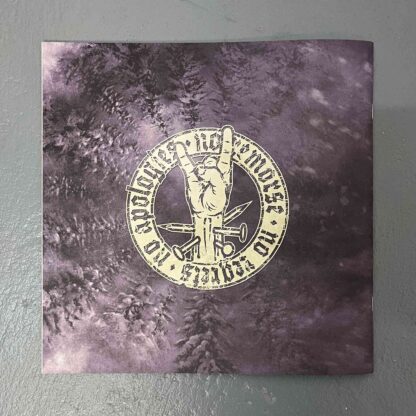 no apologies · no remorse · no regrets ·